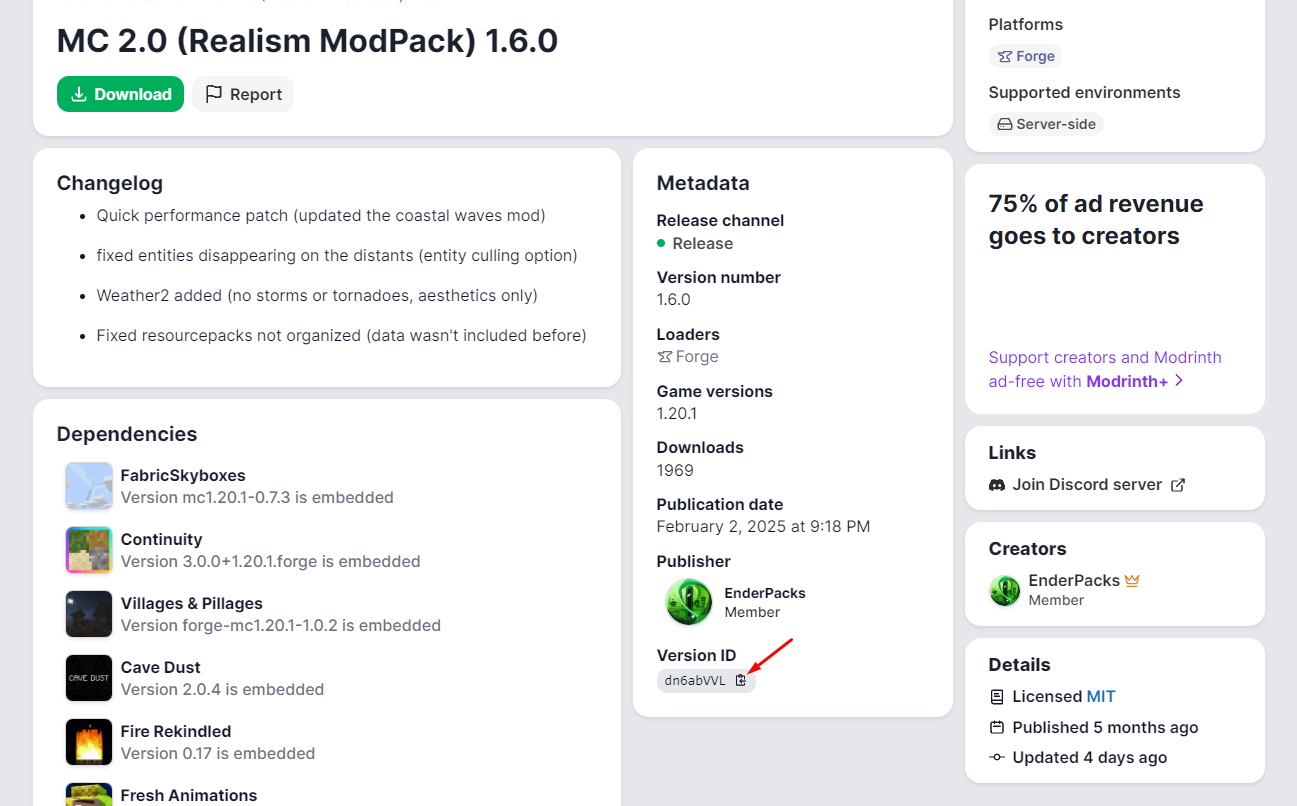 MC 2.0 (Realism ModPack) 1.6.0
Download
Report
Changelog
Quick performance patch (updated the coastal waves mod)
fixed entities disappearing on the distants (entity culling option)
Weather2 added (no storms or tornadoes, aesthetics only)
Fixed resourcepacks not organized (data wasn't included before)
Dependencies
FabricSkyboxes
Version mc1.20.1-0.7.3 is embedded
Continuity
Version 3.0.0+1.20.1.forge is embedded
Villages & Pillages
Version forge-mc1.20.1-1.0.2 is embedded
CAVE DUST
Cave Dust
Version 2.0.4 is embedded
Fire Rekindled
Version 0.17 is embedded
Fresh Animations
Metadata
Release channel
Release
Version number
1.6.0
Loaders
Forge
Game versions
1.20.1
Downloads
1969
Publication date
February 2, 2025 at 9:18 PM
Publisher
EnderPacks
Member
Version ID
dn6abVVL
Platforms
Forge
Supported environments
Server-side
75% of ad revenue
goes to creators
Support creators and Modrinth
ad-free with Modrinth+
Links
Join Discord server
Creators
EnderPacks
Member
Details
Licensed MIT
Published 5 months ago
Updated 4 days ago